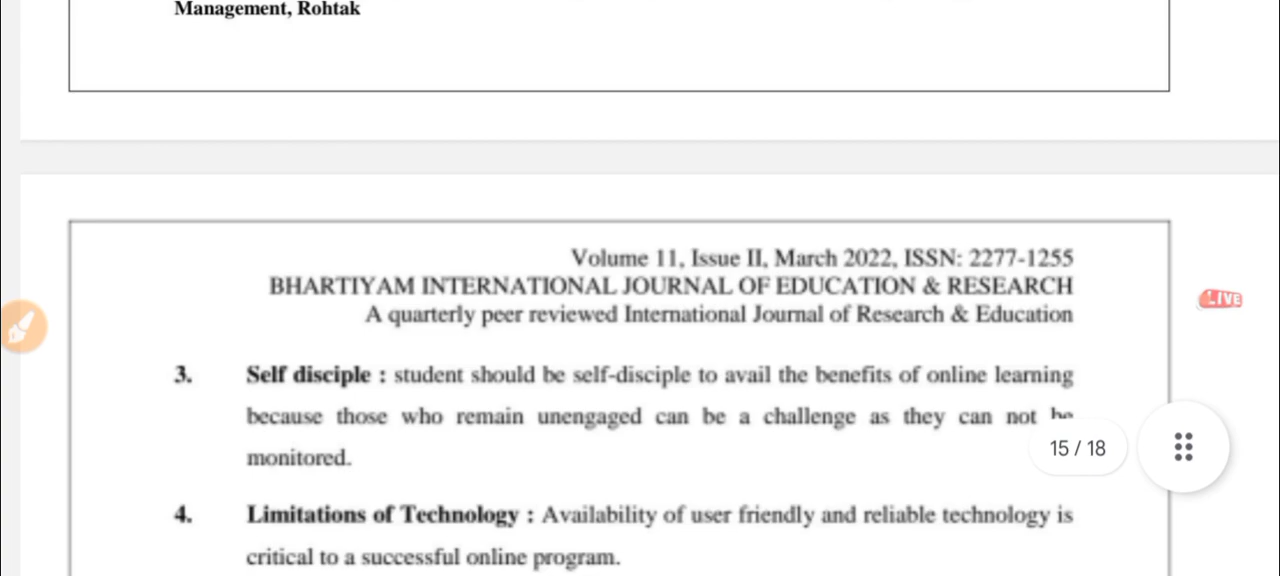 Management, Rohtak
Volume 11, Issue II, March 2022, ISSN: 2277-1255
BHARTIYAM INTERNATIONAL JOURNAL OF EDUCATION & RESEARCH
A quarterly peer reviewed International Journal of Research & Education
LIVE
3. Self disciple : student should be self-disciple to avail the benefits of online learning
because those who remain unengaged can be a challenge as they can not be
monitored.
15 / 18
4. Limitations of Technology : Availability of user friendly and reliable technology is
critical to a successful online program.